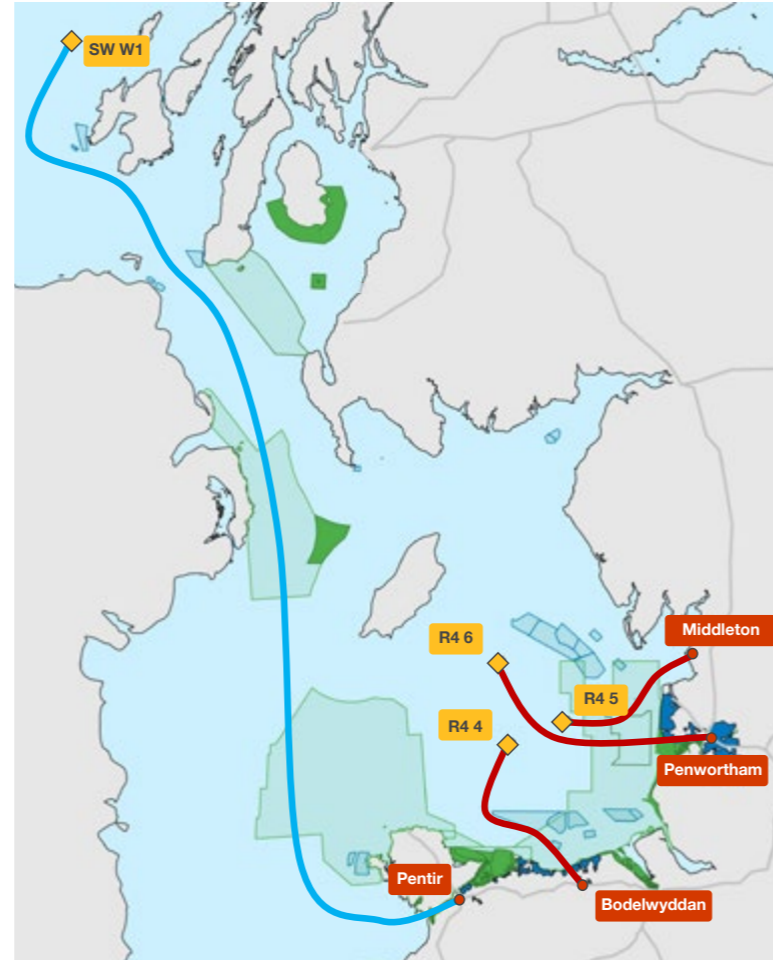 SW W1
Middleton
R4 6
R4 5
R4 4
Penwortham
Pentir
Bodelwyddan